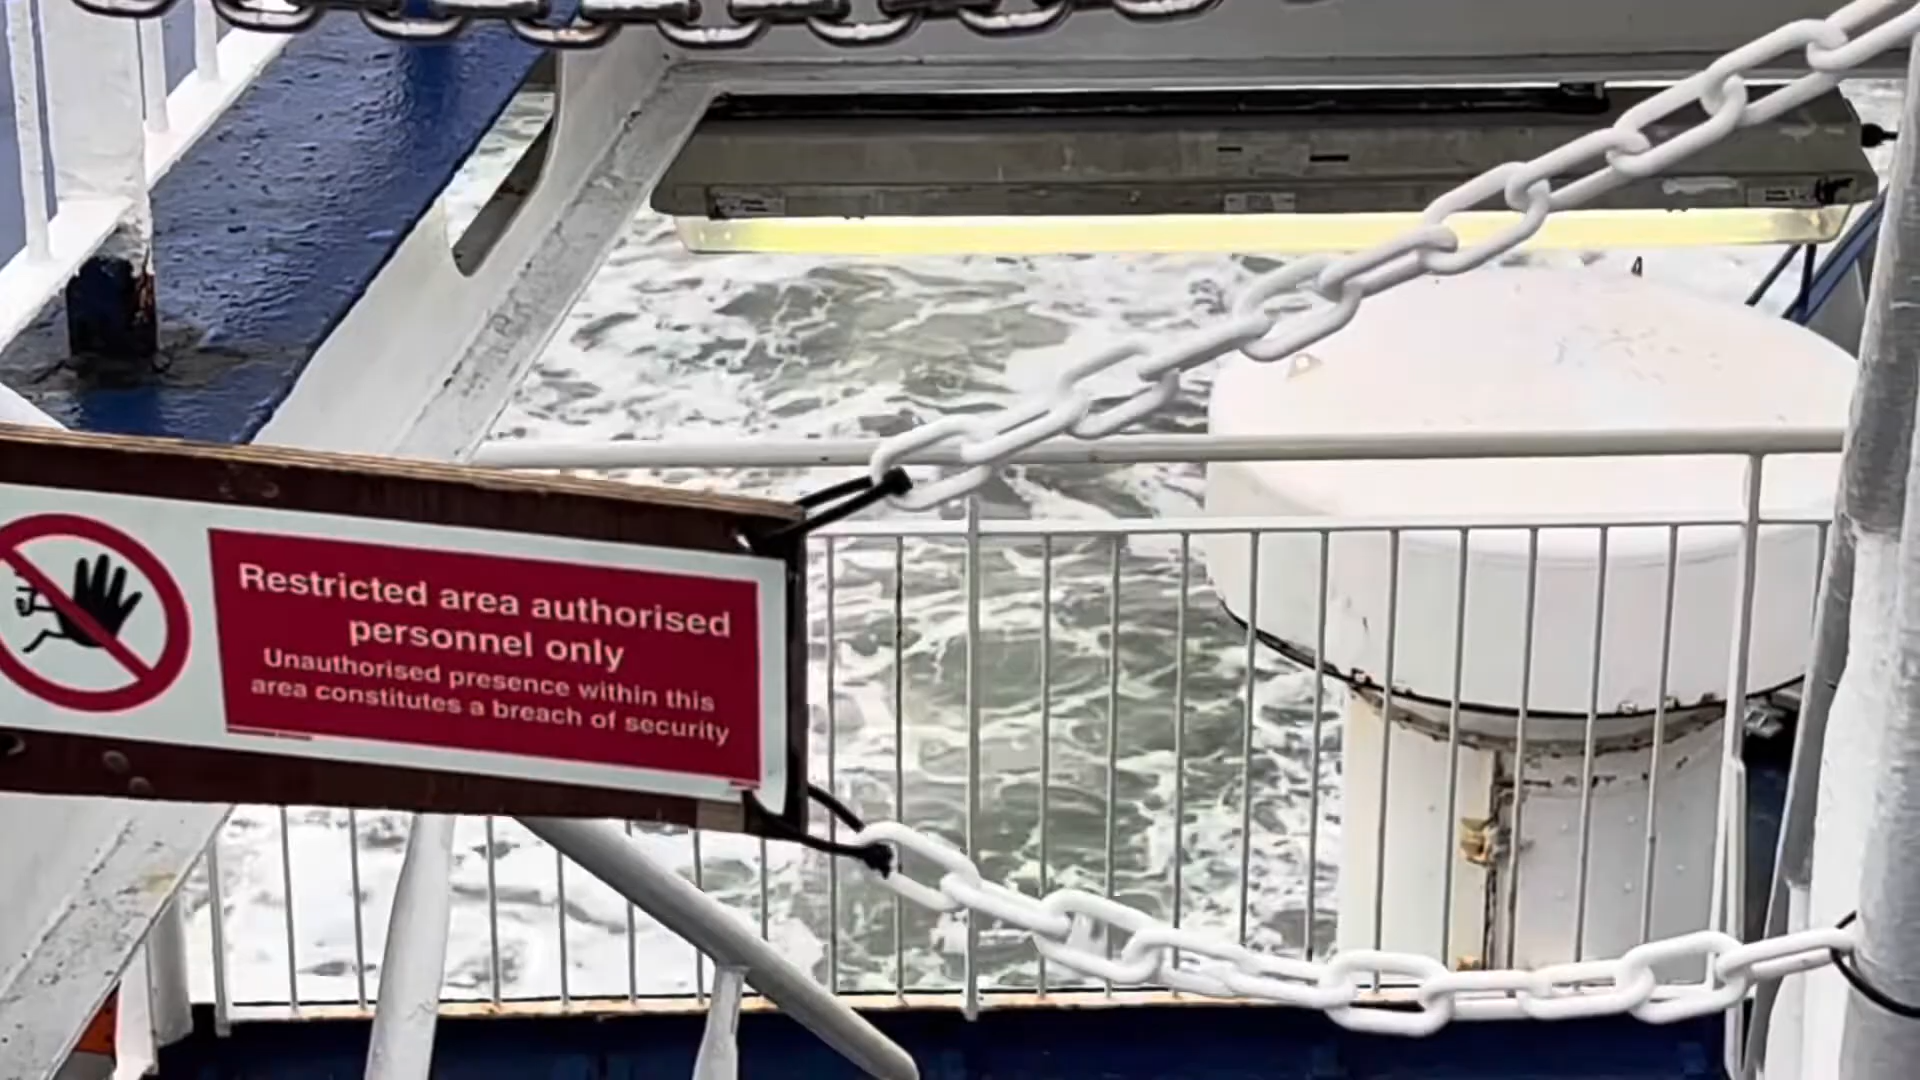 Restricted area authorised
personnel only
Unauthorised presence within this
area constitutes a breach of security